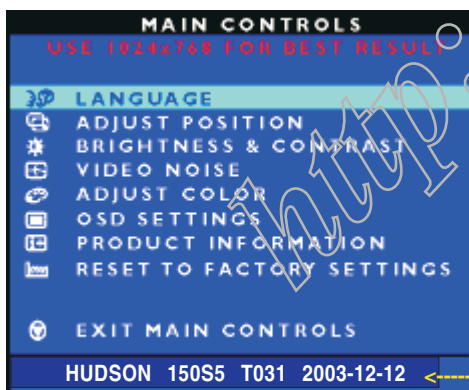 MAIN CONTROLS
USE 1024x768 FOR BEST RESULT
LANGUAGE
ADJUST POSITION
BRIGHTNESS & CONTRAST
VIDEO NOISE
ADJUST COLOR
OSD SETTINGS
PRODUCT INFORMATION
RESET TO FACTORY SETTINGS
EXIT MAIN CONTROLS
HUDSON 150S5 T031 2003-12-12 <-----
http: